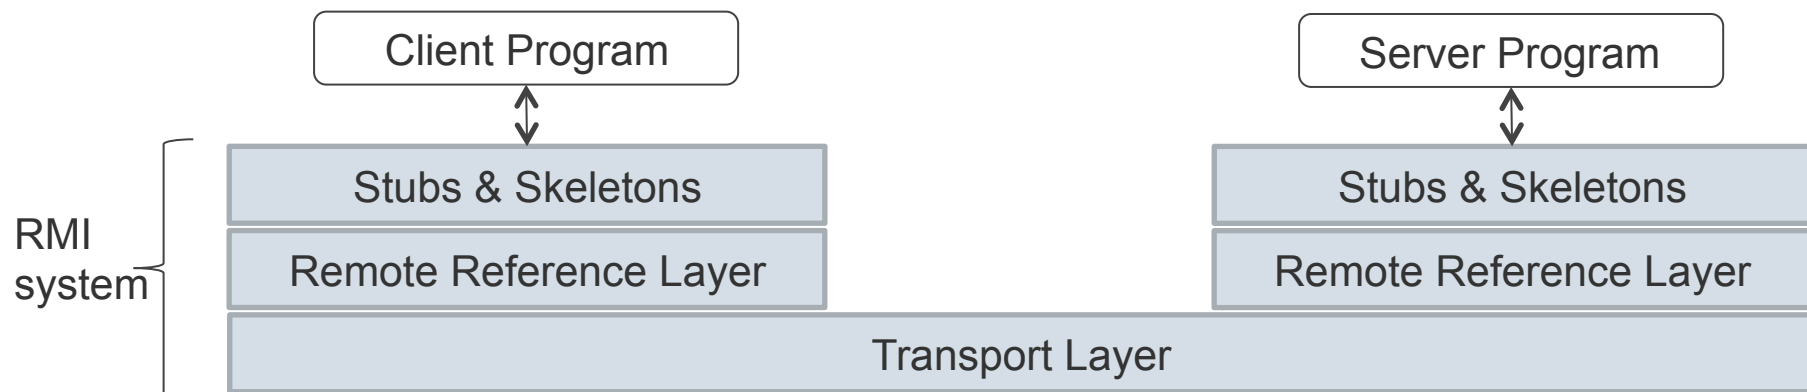 Client Program
Server Program
Stubs & Skeletons
Stubs & Skeletons
RMI
system
Remote Reference Layer
Remote Reference Layer
Transport Layer